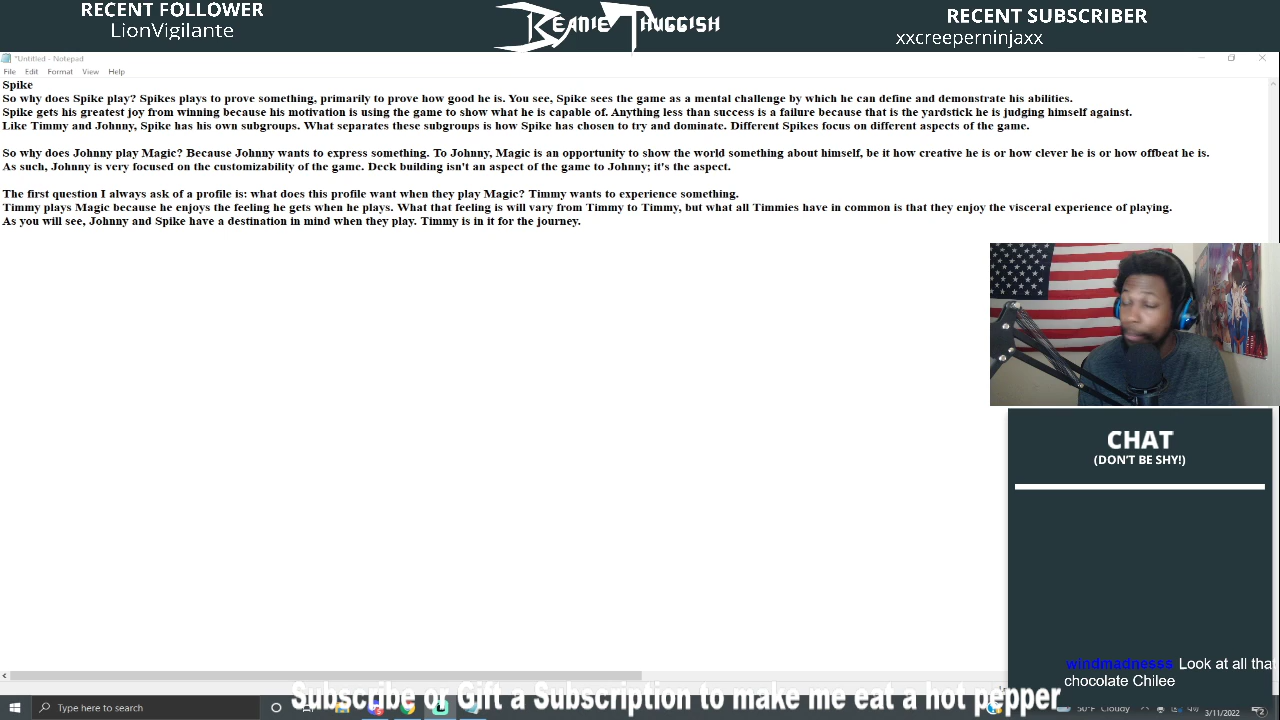 RECENT FOLLOWER
LionVigilante
BEANIE THUGGISH
RECENT SUBSCRIBER
xxcreeperninjaxx
*Untitled - Notepad
File Edit Format View Help
Spike
So why does Spike play? Spikes plays to prove something, primarily to prove how good he is. You see, Spike sees the game as a mental challenge by which he can define and demonstrate his abilities.
Spike gets his greatest joy from winning because his motivation is using the game to show what he is capable of. Anything less than success is a failure because that is the yardstick he is judging himself against.
Like Timmy and Johnny, Spike has his own subgroups. What separates these subgroups is how Spike has chosen to try and dominate. Different Spikes focus on different aspects of the game.
So why does Johnny play Magic? Because Johnny wants to express something. To Johnny, Magic is an opportunity to show the world something about himself, be it how creative he is or how clever he is or how offbeat he is.
As such, Johnny is very focused on the customizability of the game. Deck building isn't an aspect of the game to Johnny; it's the aspect.
The first question I always ask of a profile is: what does this profile want when they play Magic? Timmy wants to experience something.
Timmy plays Magic because he enjoys the feeling he gets when he plays. What that feeling is will vary from Timmy to Timmy, but what all Timmies have in common is that they enjoy the visceral experience of playing.
As you will see, Johnny and Spike have a destination in mind when they play. Timmy is in it for the journey.
CHAT
(DON'T BE SHY!)
windmadnesss Look at all tha
chocolate Chilee
Subscribe or Gift a Subscription to make me eat a hot pepper
Type here to search
50°F Cloudy
3/11/2022
2